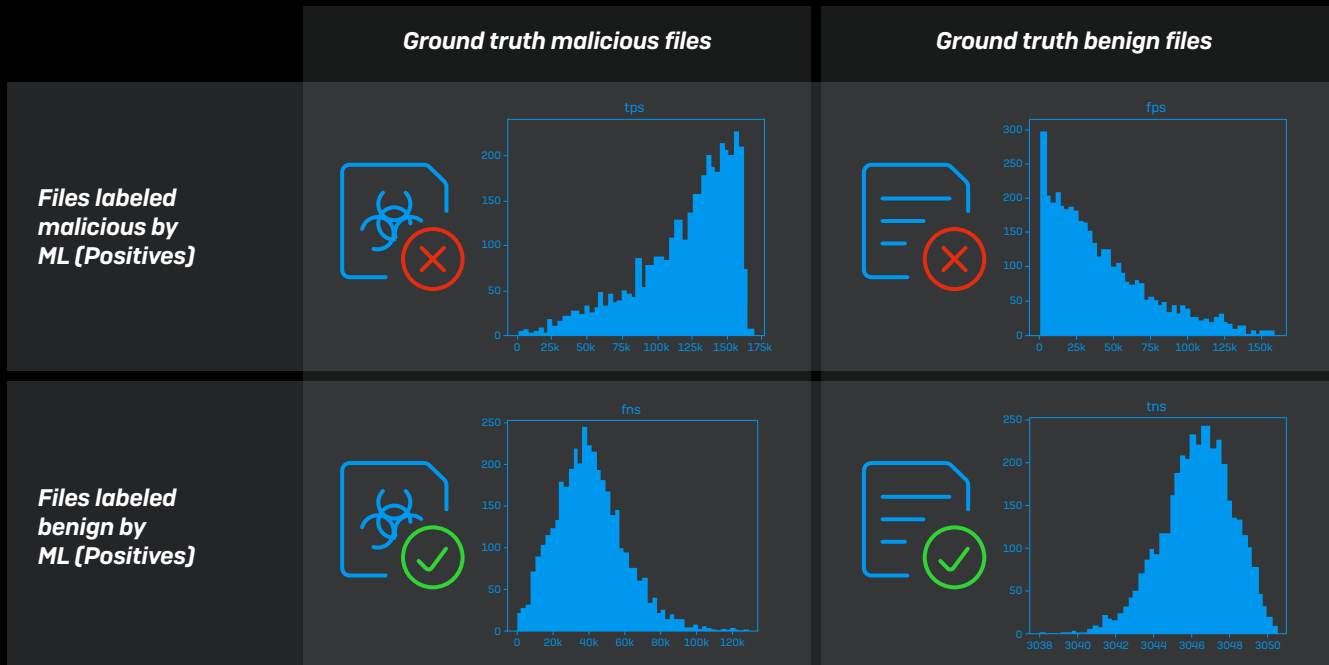 Ground truth malicious files
Ground truth benign files
Files labeled
malicious by
ML (Positives)
tps
200
150
100
50
0
0 25k 50k 75k 100k 125k 150k 175k
fps
300
250
200
150
100
50
0
0 25k 50k 75k 100k 125k 150k
Files labeled
benign by
ML (Positives)
fns
250
200
150
100
50
0
0 20k 40k 60k 80k 100k 120k
tns
250
200
150
100
50
0
3038 3040 3042 3044 3046 3048 3050